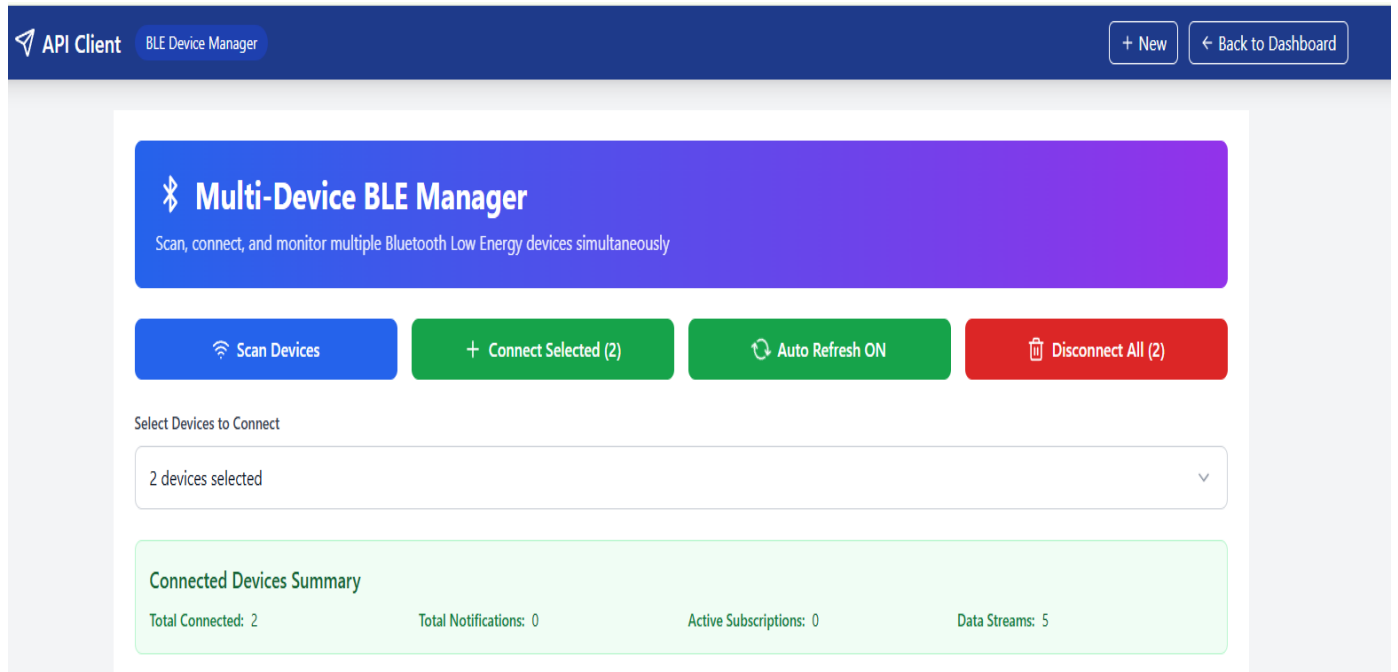 API Client BLE Device Manager + New ← Back to Dashboard
Multi-Device BLE Manager
Scan, connect, and monitor multiple Bluetooth Low Energy devices simultaneously
Scan Devices + Connect Selected (2) Auto Refresh ON Disconnect All (2)
Select Devices to Connect
2 devices selected
Connected Devices Summary
Total Connected: 2 Total Notifications: 0 Active Subscriptions: 0 Data Streams: 5